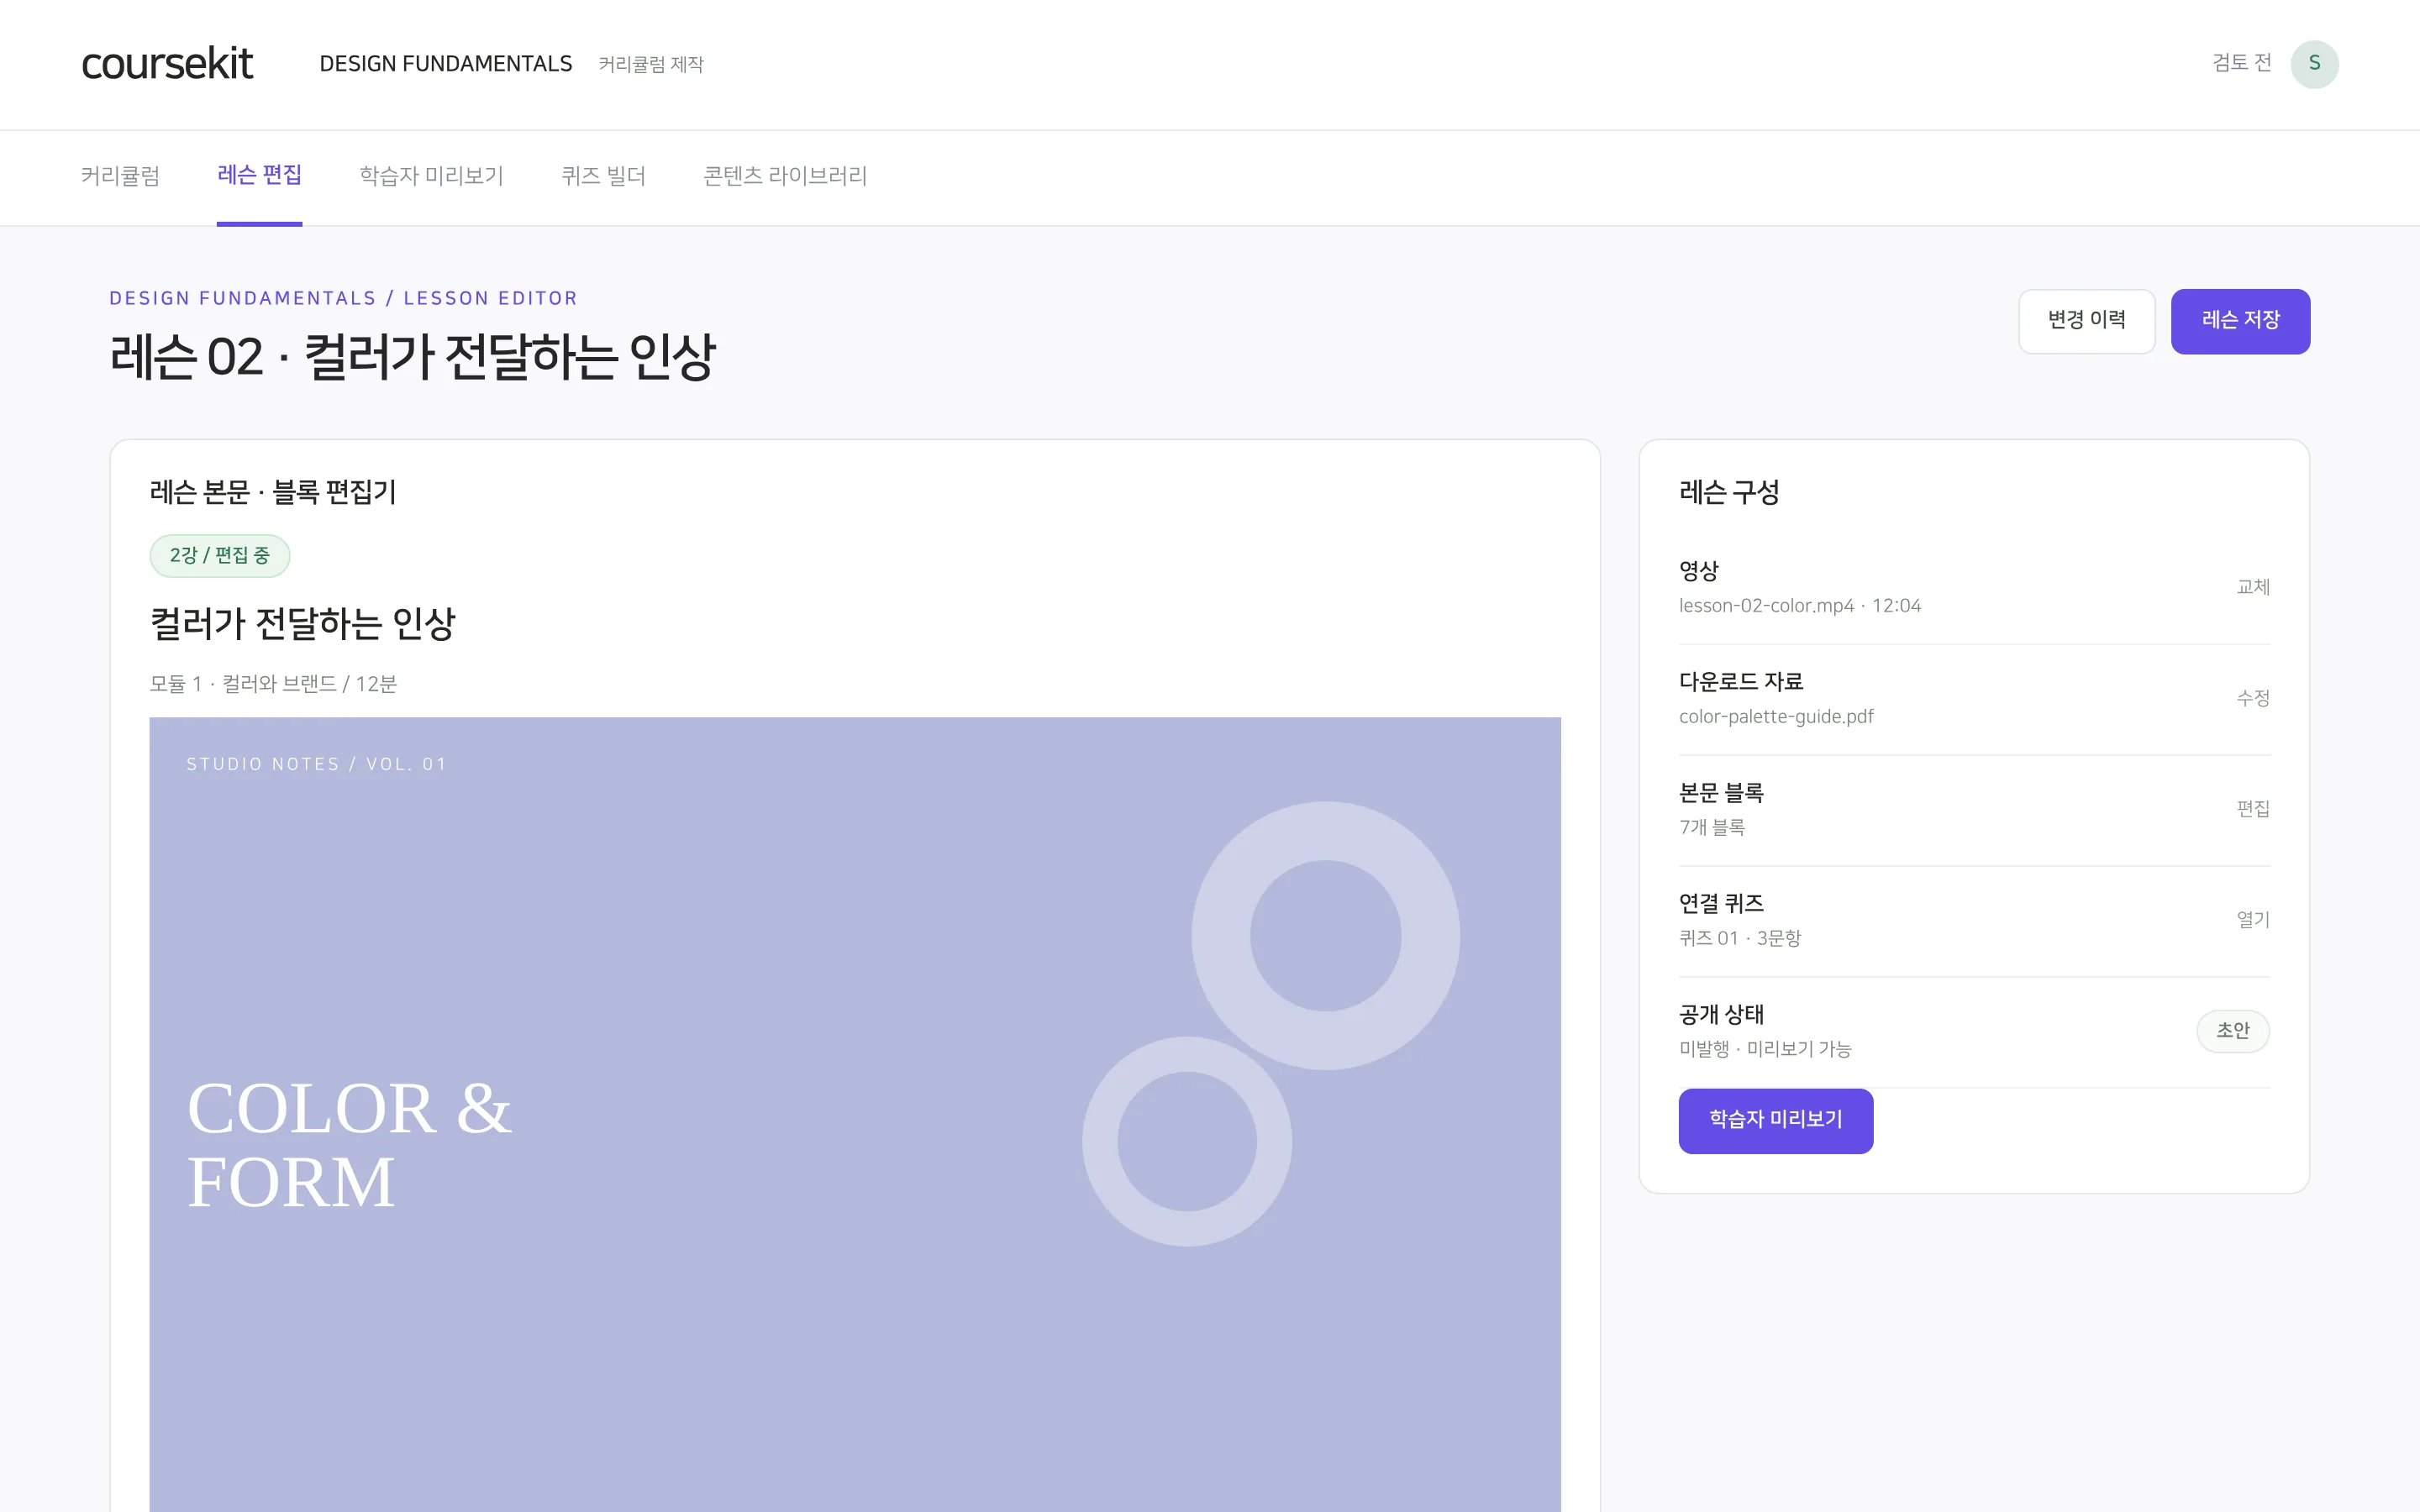 coursekit
DESIGN FUNDAMENTALS 커리큘럼 제작
검토 전 S
커리큘럼 레슨 편집 학습자 미리보기 퀴즈 빌더 콘텐츠 라이브러리
DESIGN FUNDAMENTALS / LESSON EDITOR
레슨 02 · 컬러가 전달하는 인상
변경 이력 레슨 저장
레슨 본문 · 블록 편집기
2강 / 편집 중
컬러가 전달하는 인상
모듈 1 · 컬러와 브랜드 / 12분
STUDIO NOTES / VOL. 01
COLOR &
FORM
레슨 구성
영상
lesson-02-color.mp4 · 12:04
교체
다운로드 자료
color-palette-guide.pdf
수정
본문 블록
7개 블록
편집
연결 퀴즈
퀴즈 01 · 3문항
열기
공개 상태
미발행 · 미리보기 가능
초안
학습자 미리보기